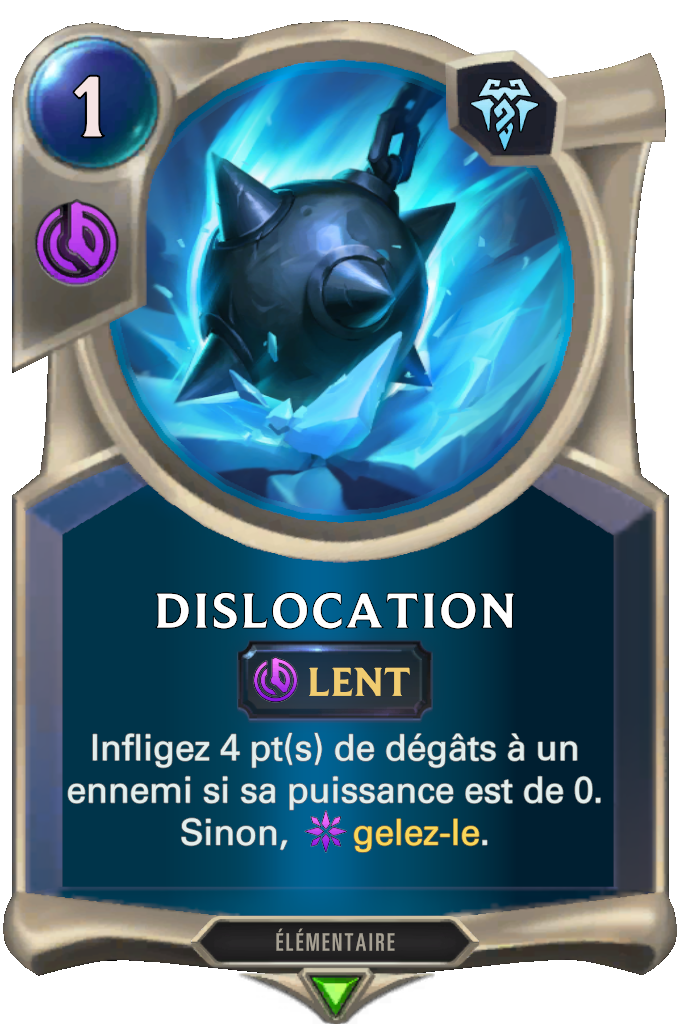 1
DISLOCATION
LENT
Infligez 4 pt(s) de dégâts à un
ennemi si sa puissance est de 0.
Sinon, gelez-le.
ÉLÉMENTAIRE